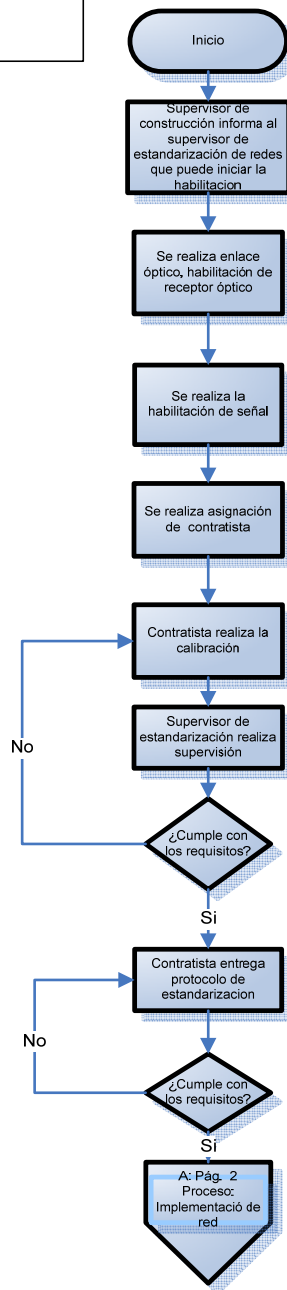 Inicio
Supervisor de
construcción informa al
supervisor de
estandarización de redes
que puede iniciar la
habilitacion
Se realiza enlace
óptico, habilitación de
receptor óptico
Se realiza la
habilitación de señal
Se realiza asignación
de contratista
Contratista realiza la
calibración
Supervisor de
estandarización realiza
supervisión
No
¿Cumple con
los requisitos?
Si
Contratista entrega
protocolo de
estandarizacion
No
¿Cumple con
los requisitos?
Si
A: Pág. 2
Proceso:
Implementació de
red